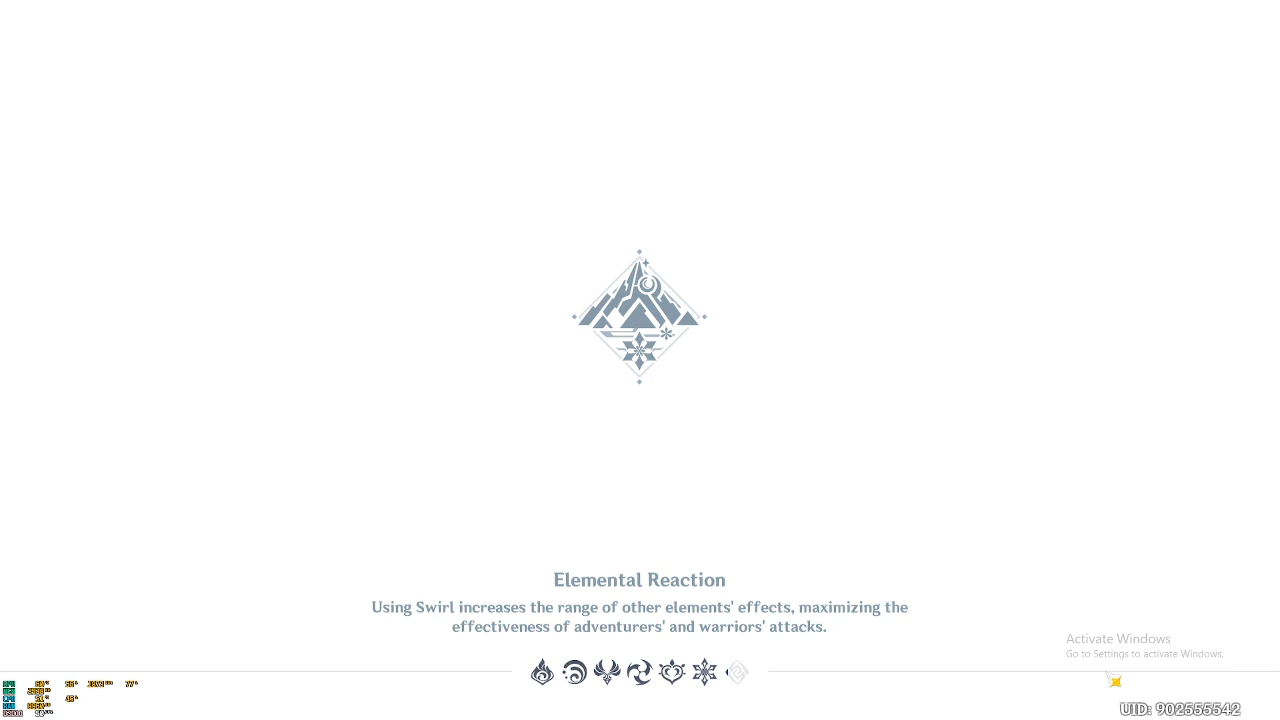 Elemental Reaction
Using Swirl increases the range of other elements' effects, maximizing the
effectiveness of adventurers' and warriors' attacks.
Activate Windows
Go to Settings to activate Windows.
UID: 902555542